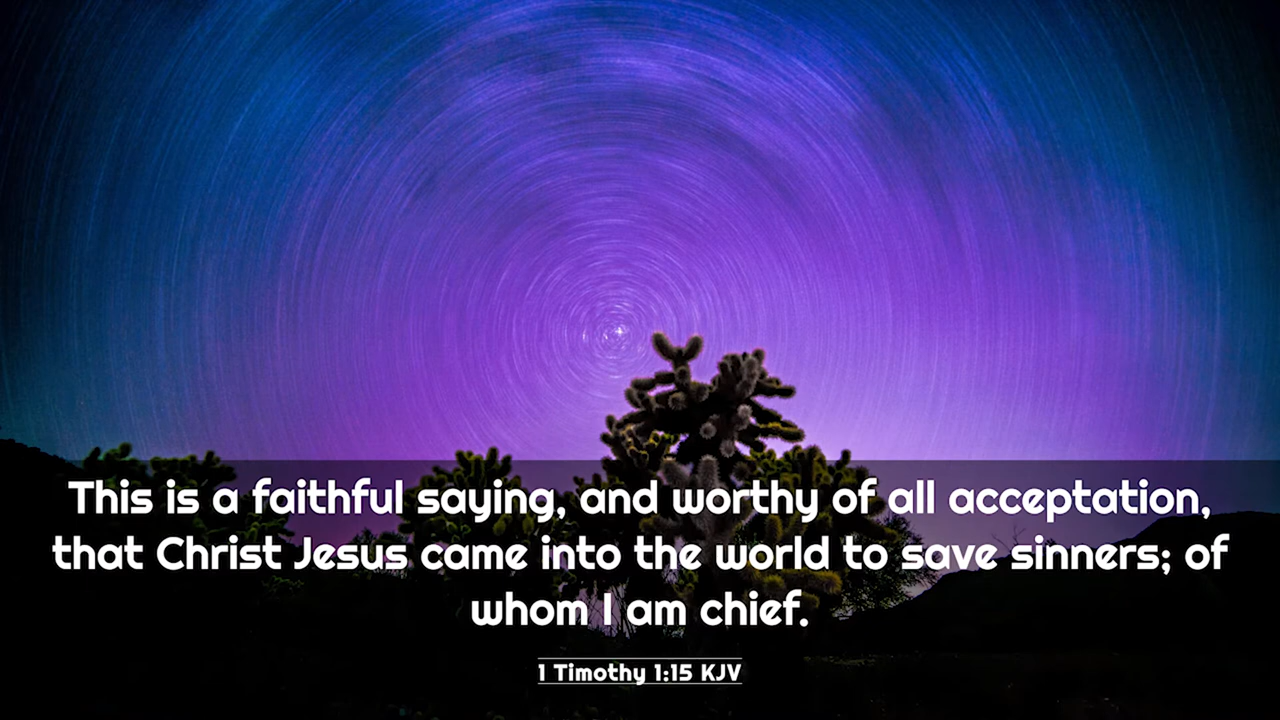 This is a faithful saying, and worthy of all acceptation,
that Christ Jesus came into the world to save sinners; of
whom I am chief.
1 Timothy 1:15 KJV